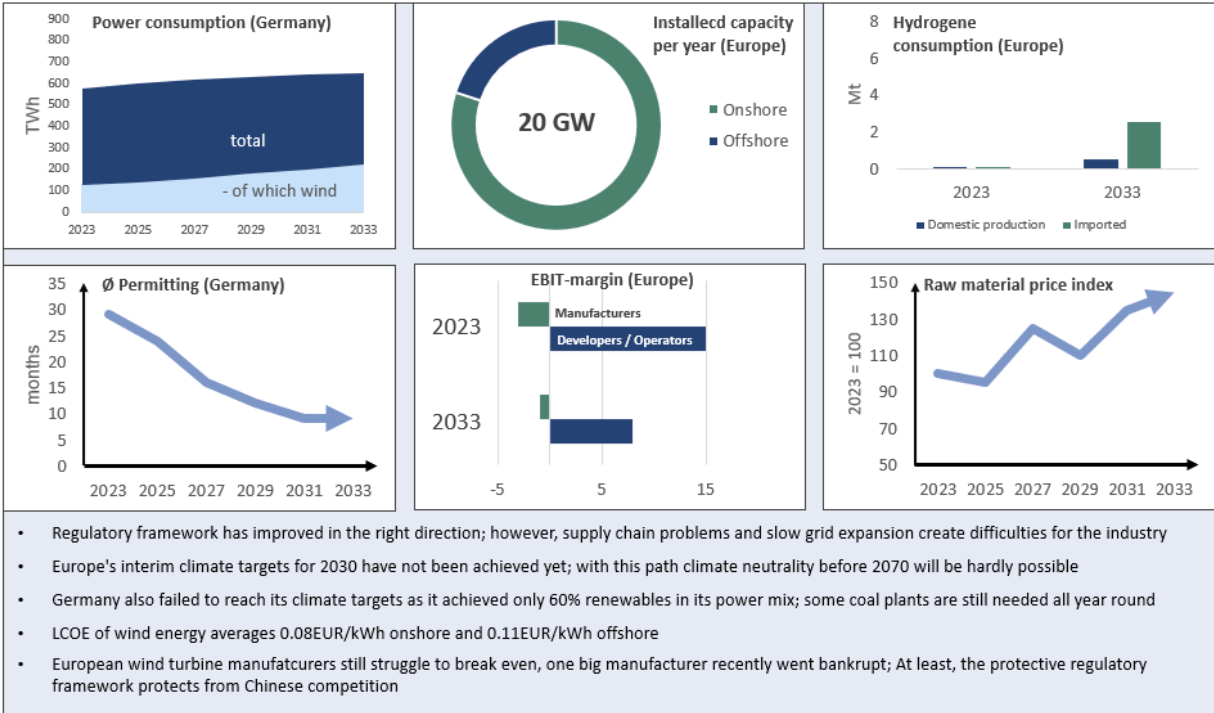 Power consumption (Germany)
900
800
700
600
500
400
300
200
100
0
TWh
total
- of which wind
2023 2025 2027 2029 2031 2033
Installecd capacity
per year (Europe)
20 GW
Onshore
Offshore
Hydrogene
consumption (Europe)
8
6
4
2
0
Mt
2023 2033
Domestic production Imported
Ø Permitting (Germany)
35
30
25
20
15
10
5
0
months
2023 2025 2027 2029 2031 2033
EBIT-margin (Europe)
2023
Manufacturers
Developers / Operators
2033
-5 5 15
Raw material price index
150
130
110
90
70
50
2023 = 100
2023 2025 2027 2029 2031 2033
• Regulatory framework has improved in the right direction; however, supply chain problems and slow grid expansion create difficulties for the industry
• Europe's interim climate targets for 2030 have not been achieved yet; with this path climate neutrality before 2070 will be hardly possible
• Germany also failed to reach its climate targets as it achieved only 60% renewables in its power mix; some coal plants are still needed all year round
• LCOE of wind energy averages 0.08EUR/kWh onshore and 0.11EUR/kWh offshore
• European wind turbine manufatcurers still struggle to break even, one big manufacturer recently went bankrupt; At least, the protective regulatory
framework protects from Chinese competition